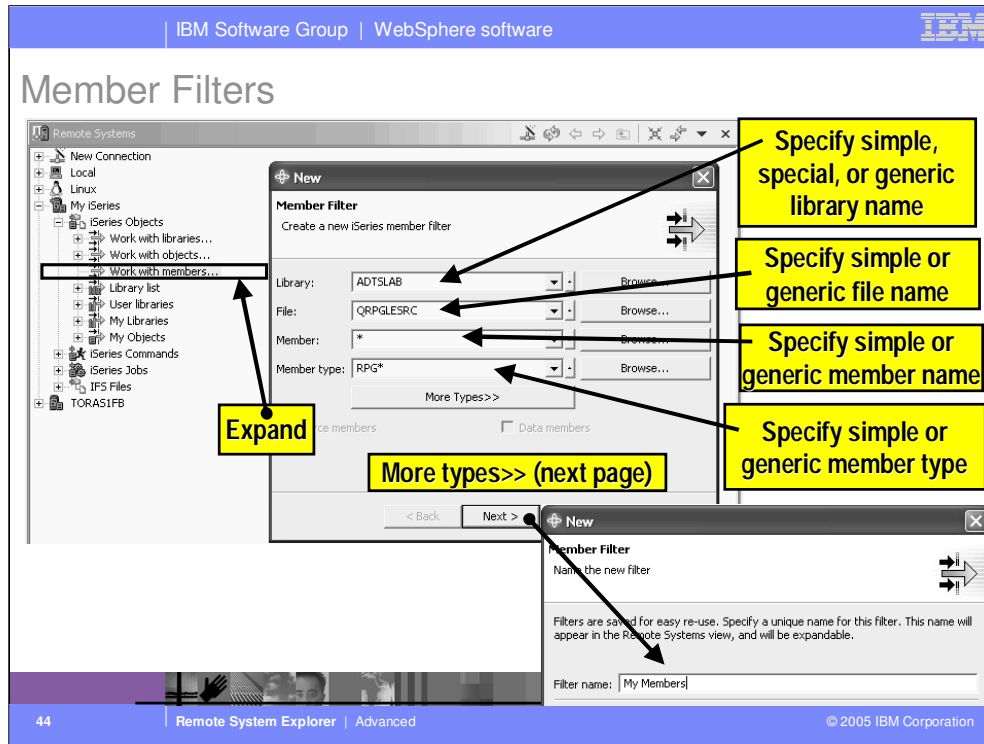 IBM Software Group | WebSphere software
IBM
Member Filters
Remote Systems
New Connection
Local
Linux
My iSeries
iSeries Objects
Work with libraries...
Work with objects...
Work with members...
Library list
User libraries
My Libraries
My Objects
iSeries Commands
iSeries Jobs
IFS Files
TORAS1FB
Expand
New
Member Filter
Create a new iSeries member filter
Library: ADTSLAB Browse...
File: QRPGLESRC Browse...
Member: * Browse...
Member type: RPG* Browse...
More Types>>
members
Data members
More types>> (next page)
< Back Next >
Specify simple,
special, or generic
library name
Specify simple or
generic file name
Specify simple or
generic member name
Specify simple or
generic member type
New
Member Filter
Name the new filter
Filters are saved for easy re-use. Specify a unique name for this filter. This name will
appear in the Remote Systems view, and will be expandable.
Filter name: My Members
44
Remote System Explorer | Advanced
© 2005 IBM Corporation